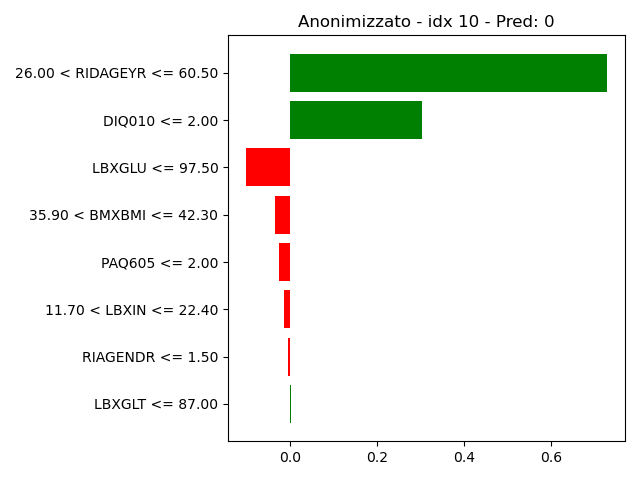 Anonimizzato - idx 10 - Pred: 0
26.00 < RIDAGEYR <= 60.50
DIQ010 <= 2.00
LBXGLU <= 97.50
35.90 < BMXBMI <= 42.30
PAQ605 <= 2.00
11.70 < LBXIN <= 22.40
RIAGENDR <= 1.50
LBXGLT <= 87.00
0.0 0.2 0.4 0.6